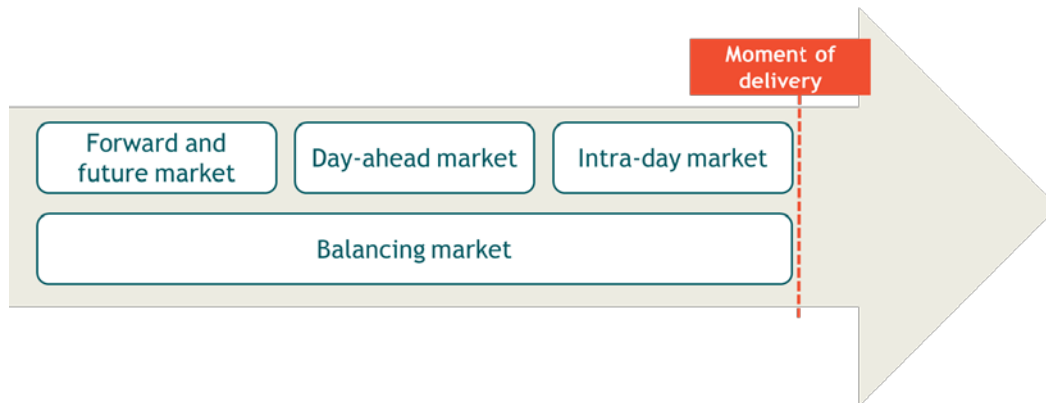 Moment of
delivery
Forward and
future market
Day-ahead market
Intra-day market
Balancing market